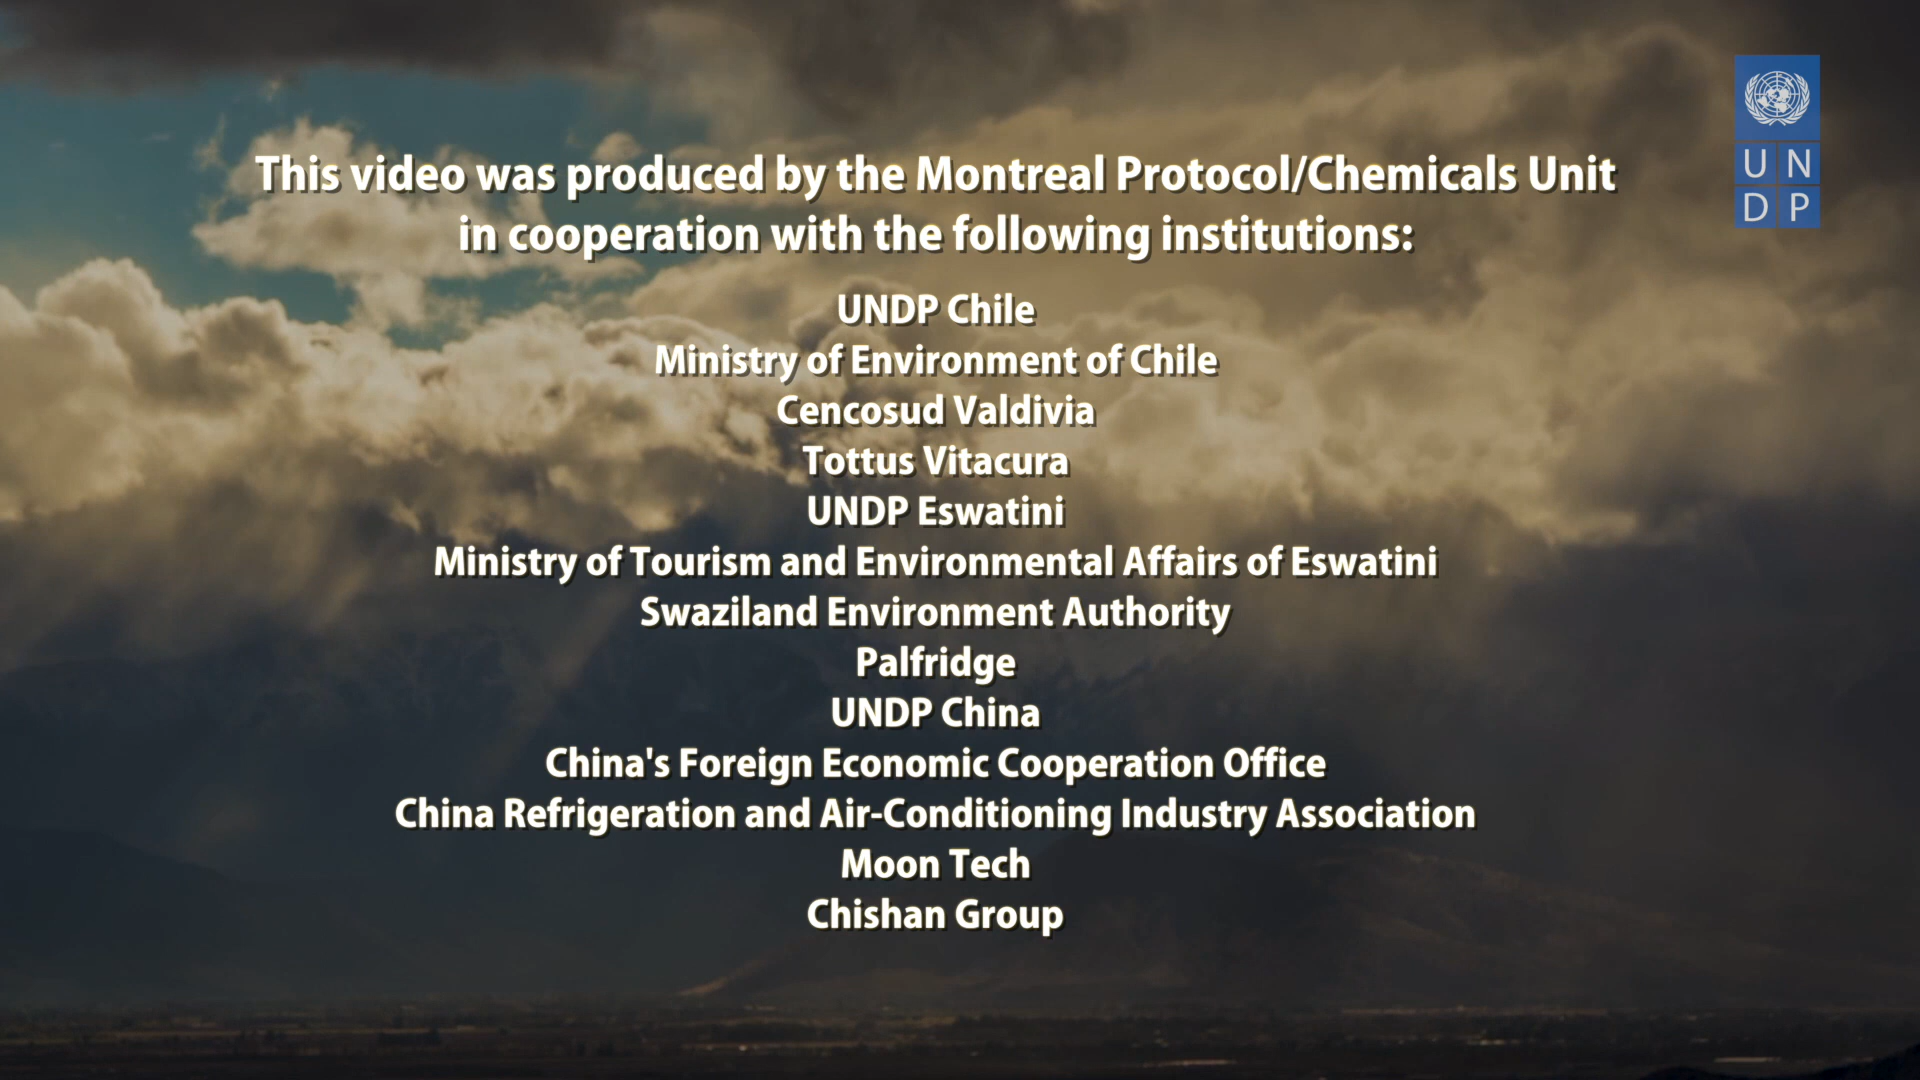 This video was produced by the Montreal Protocol/Chemicals Unit
in cooperation with the following institutions:
UNDP Chile
Ministry of Environment of Chile
Cencosud Valdivia
Tottus Vitacura
UNDP Eswatini
Ministry of Tourism and Environmental Affairs of Eswatini
Swaziland Environment Authority
Palfridge
UNDP China
China's Foreign Economic Cooperation Office
China Refrigeration and Air-Conditioning Industry Association
Moon Tech
Chishan Group
U N
D P